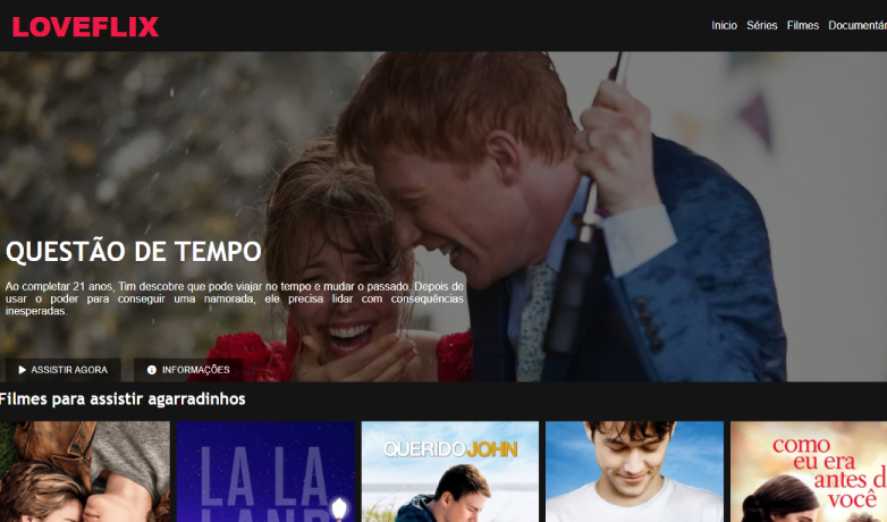 LOVEFLIX
Inicio Séries Filmes
QUESTÃO DE TEMPO
Ao completar 21 anos, Tim descobre que pode viajar no tempo e mudar o passado. Depois de
usar o poder para conseguir uma namorada, ele precisa lidar com consequências
inesperadas.
ASSISTIR AGORA INFORMAÇÕES
Filmes para assistir agarradinhos
LA LA
LAND
QUERIDO JOHN
como
eu era
antes d
você